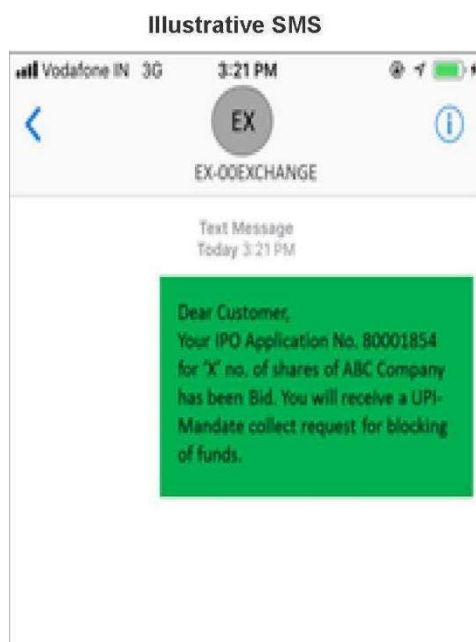 Illustrative SMS
Vodafone IN 3G 3:21 PM
EX
EX-OOEXCHANGE
Text Message
Today 3:21 PM
Dear Customer,
Your IPO Application No. 80001854
for 'X' no. of shares of ABC Company
has been Bid. You will receive a UPI-
Mandate collect request for blocking
of funds.